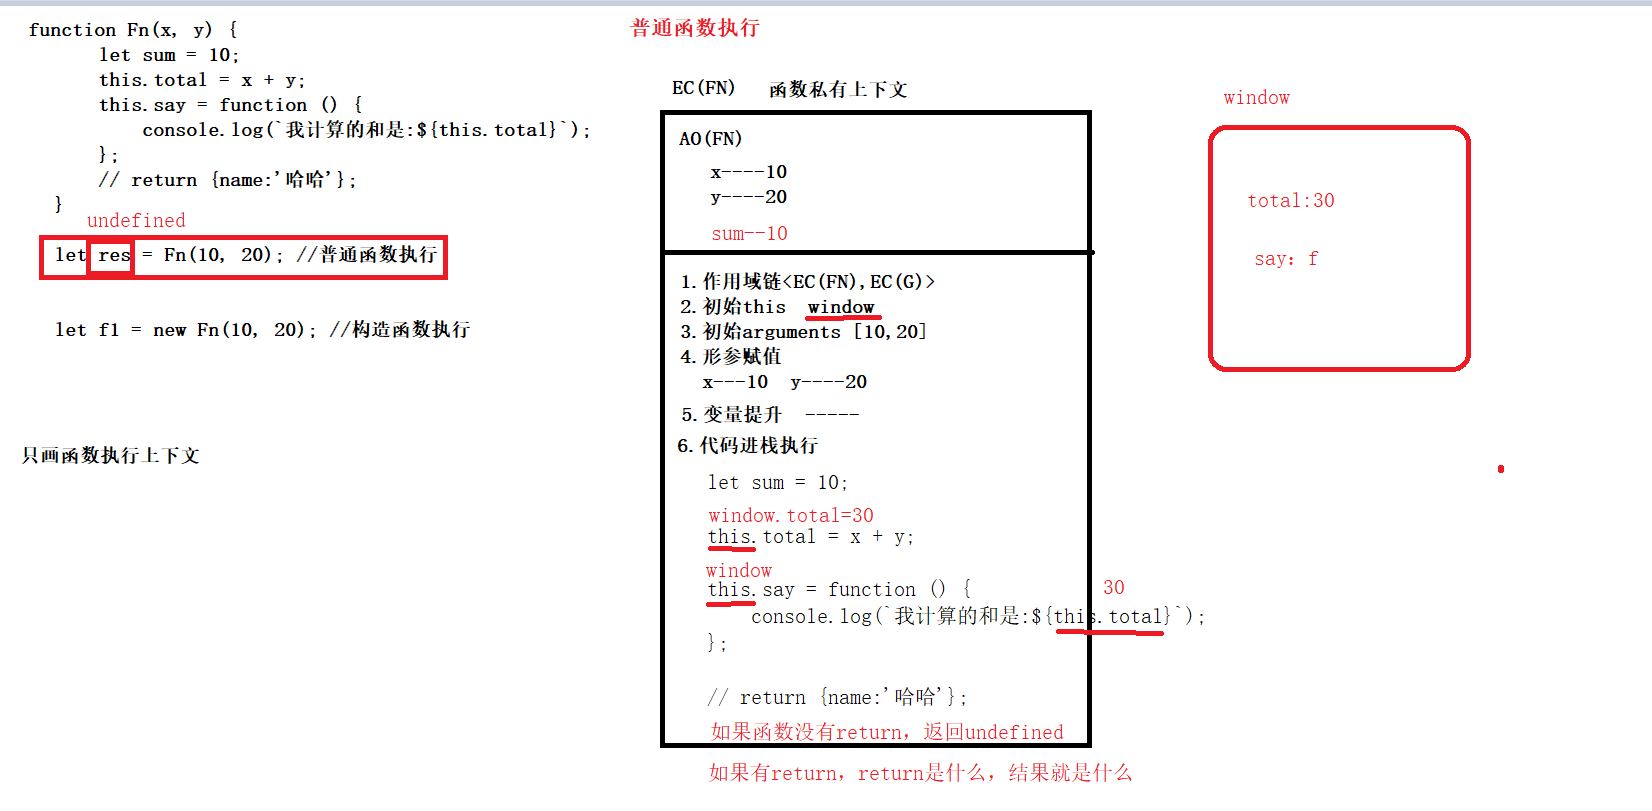 function Fn(x, y) {
let sum = 10;
this.total = x + y;
this.say = function () {
console.log(`我计算的和是:${this.total}`);
};
// return {name:'哈哈'};
}
undefined
let res = Fn(10, 20); //普通函数执行
let f1 = new Fn(10, 20); //构造函数执行
只画函数执行上下文
普通函数执行
EC(FN) 函数私有上下文
AO(FN)
x----10
y----20
sum--10
1.作用域链<EC(FN),EC(G)>
2.初始this window
3.初始arguments [10,20]
4.形参赋值
x---10 y----20
5.变量提升 -----
6.代码进栈执行
let sum = 10;
window.total=30
this.total = x + y;
window
this.say = function () {
30
console.log(`我计算的和是:${this.total}`);
};
// return {name:'哈哈'};
如果函数没有return，返回undefined
如果有return，return是什么，结果就是什么
window
total:30
say：f